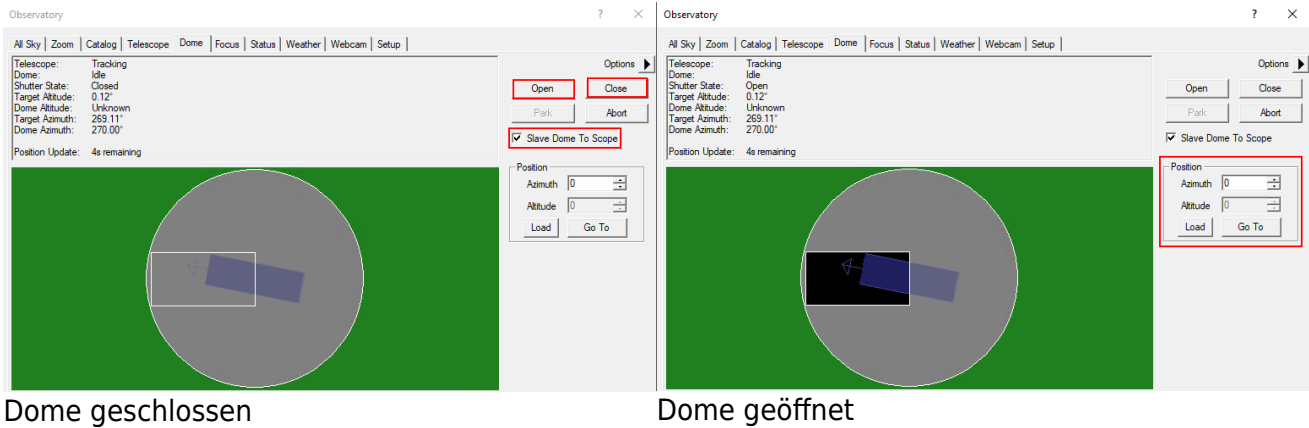 Observatory ? ×
All Sky Zoom Catalog Telescope Dome Focus Status Weather Webcam Setup
Telescope: Tracking
Dome: Idle
Shutter State: Closed
Target Altitude: 0.12°
Dome Altitude: Unknown
Target Azimuth: 269.11°
Dome Azimuth: 270.00°
Position Update: 4s remaining
Options
Open Close
Park Abort
Slave Dome To Scope
Position
Azimuth 0
Altitude 0
Load Go To
Dome geschlossen
Observatory ? ×
All Sky Zoom Catalog Telescope Dome Focus Status Weather Webcam Setup
Telescope: Tracking
Dome: Idle
Shutter State: Open
Target Altitude: 0.12°
Dome Altitude: Unknown
Target Azimuth: 269.11°
Dome Azimuth: 270.00°
Position Update: 4s remaining
Options
Open Close
Park Abort
Slave Dome To Scope
Position
Azimuth 0
Altitude 0
Load Go To
Dome geöffnet